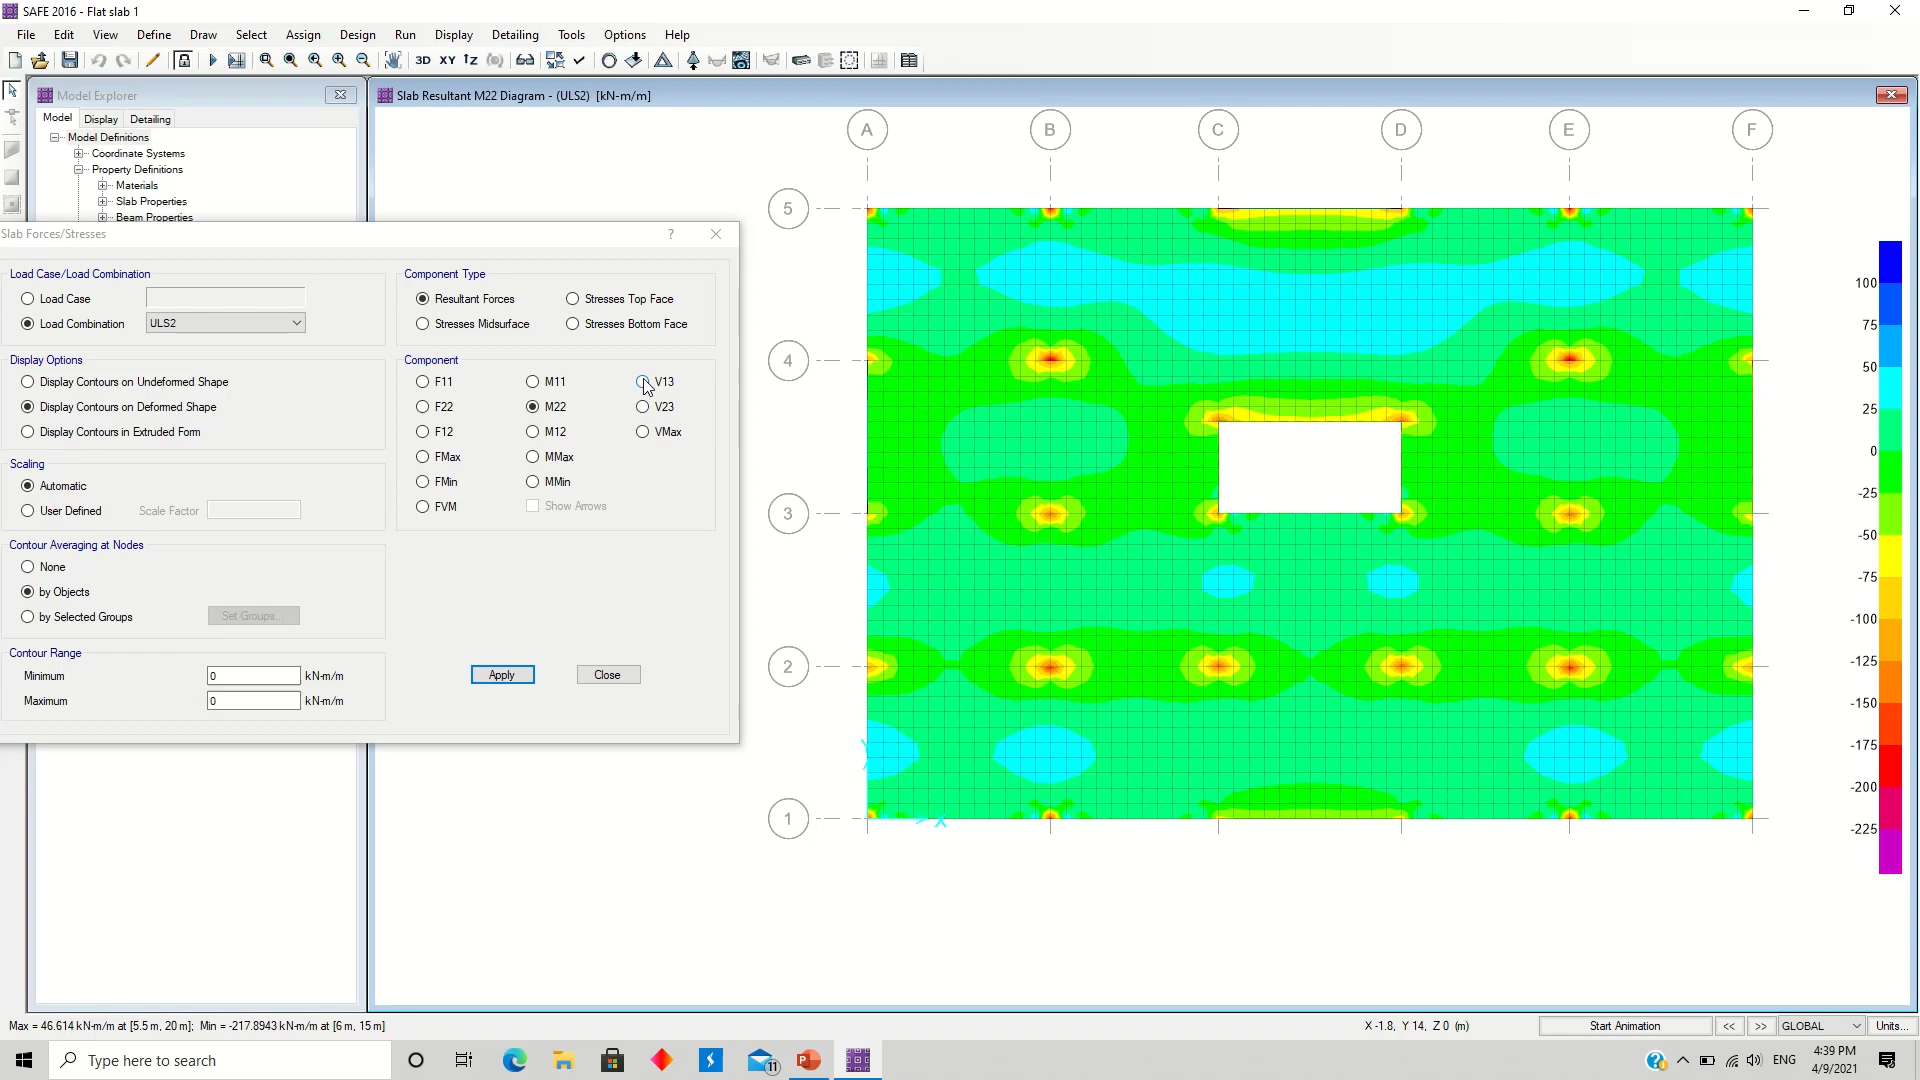 SAFE 2016 - Flat slab 1
File Edit View Define Draw Select Assign Design Run Display Detailing Tools Options Help
3D XY
Model Explorer
Model Display Detailing
Model Definitions
Coordinate Systems
Property Definitions
Materials
Slab Properties
Beam Properties
Slab Forces/Stresses ?
Load Case/Load Combination
Load Case
Load Combination ULS2
Display Options
Display Contours on Undeformed Shape
Display Contours on Deformed Shape
Display Contours in Extruded Form
Scaling
Automatic
User Defined Scale Factor
Contour Averaging at Nodes
None
by Objects
by Selected Groups Set Groups...
Contour Range
Minimum 0 kN-m/m
Maximum 0 kN-m/m
Component Type
Resultant Forces Stresses Top Face
Stresses Midsurface Stresses Bottom Face
Component
F11 M11 V13
F22 M22 V23
F12 M12 VMax
FMax MMax
FMin MMin
FVM Show Arrows
Apply Close
Slab Resultant M22 Diagram - (ULS2) [kN-m/m]
A B C D E F
5
4
3
2
1
X
100
75
50
25
0
-25
-50
-75
-100
-125
-150
-175
-200
-225
Max = 46.614 kN-m/m at [5.5 m, 20 m]; Min = -217.8943 kN-m/m at [6 m, 15 m]
X -1.8, Y 14, Z 0 (m)
Start Animation << >> GLOBAL Units...
Type here to search
11
ENG
4:39 PM
4/9/2021